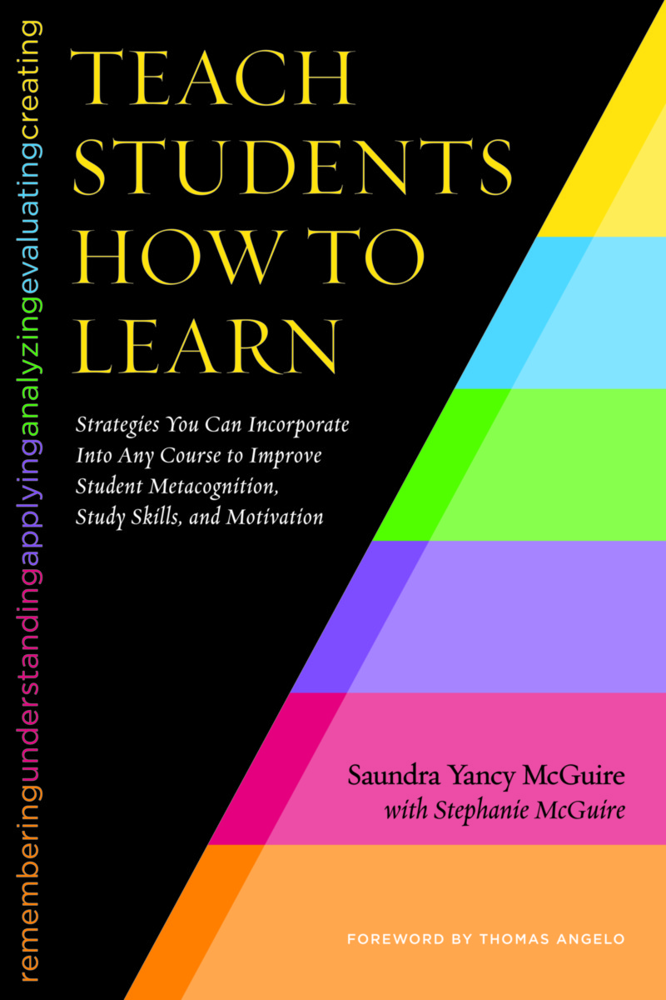 TEACH
STUDENTS
HOW TO
LEARN
Strategies You Can Incorporate
Into Any Course to Improve
Student Metacognition,
Study Skills, and Motivation
rememberingunderstandingapplyinganalyzingevaluatingcreating
Saundra Yancy McGuire
with Stephanie McGuire
FOREWORD BY THOMAS ANGELO